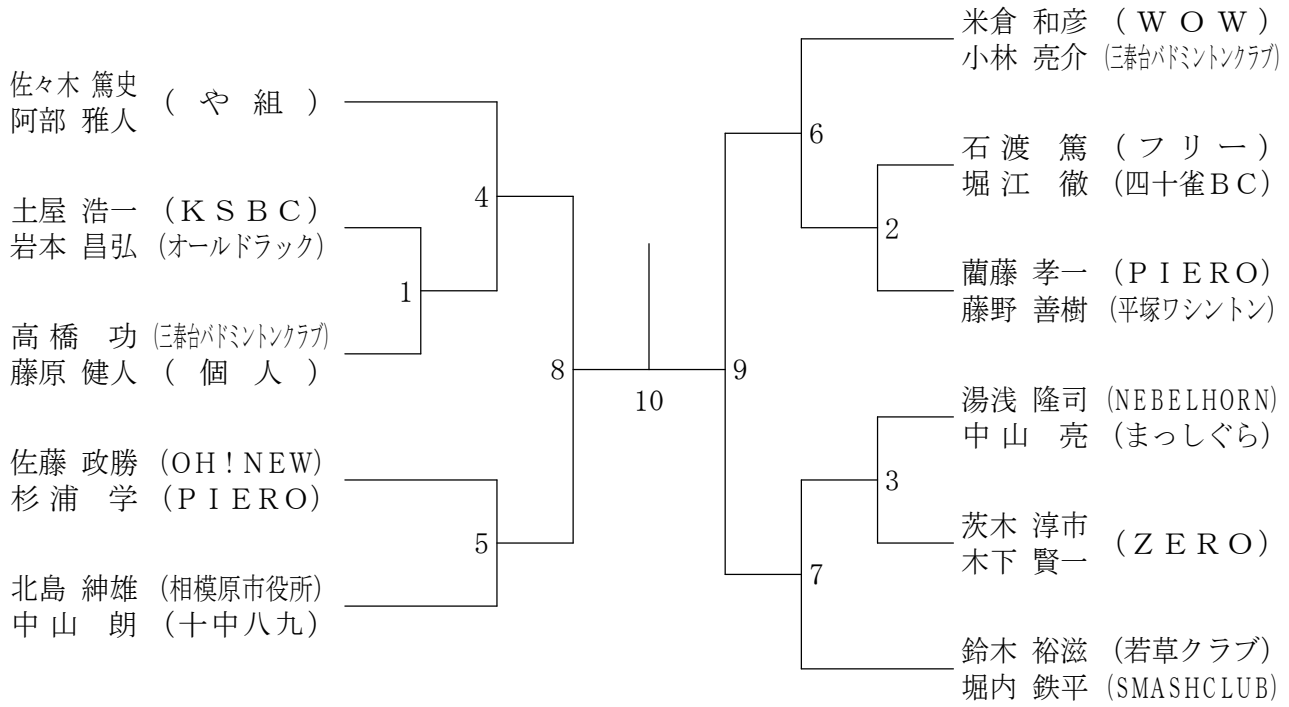 佐々木 篤史
阿部 雅人
(や組)
土屋 浩一 (KSBC)
岩本 昌弘 (オールドラック)
高橋 功 (三春台バドミントンクラブ)
藤原 健人 (個人)
佐藤 政勝 (OH!NEW)
杉浦 学 (PIERO)
北島 紳雄 (相模原市役所)
中山 朗 (十中八九)
1
4
5
8
10
9
6
2
3
7
米倉 和彦 (WOW)
小林 亮介 (三春台バドミントンクラブ)
石渡 篤 (フリー)
堀江 徹 (四十雀BC)
藺藤 孝一 (PIERO)
藤野 善樹 (平塚ワシントン)
湯浅 隆司 (NEBELHORN)
中山 亮 (まっしぐら)
茨木 淳市
木下 賢一
(ZERO)
鈴木 裕滋 (若草クラブ)
堀内 鉄平 (SMASHCLUB)